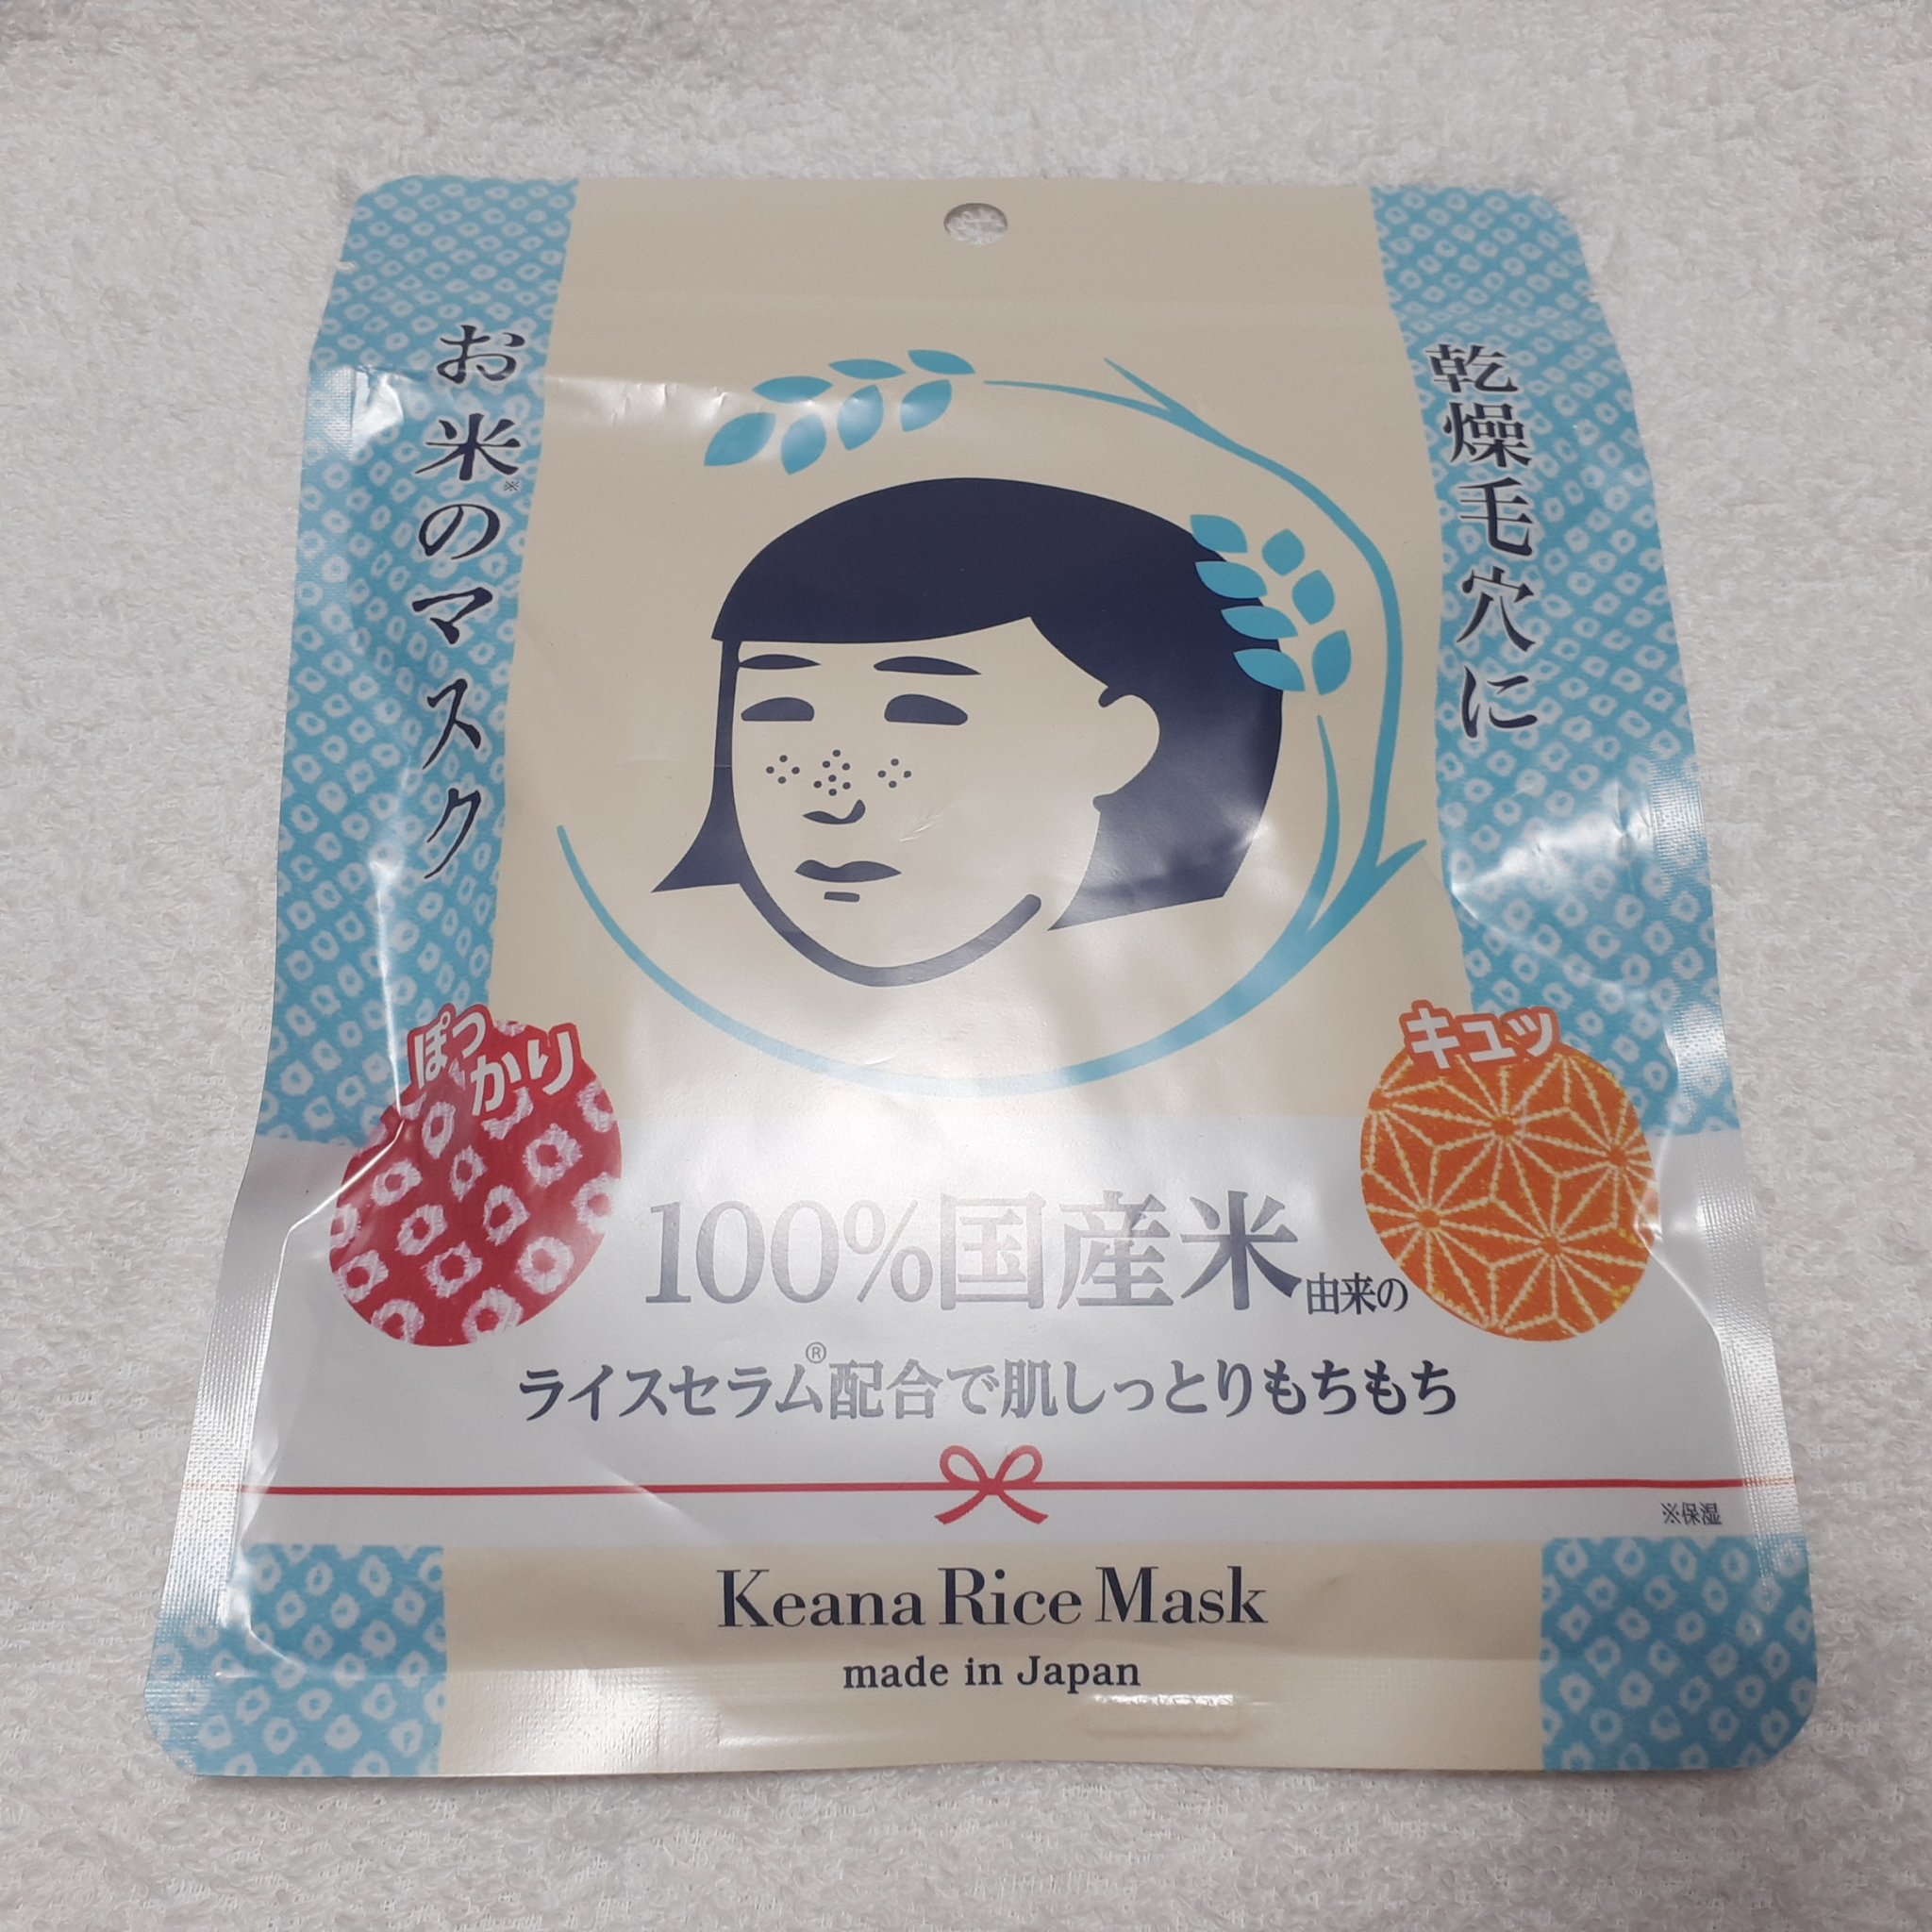 乾燥毛穴に
お米※のマスク
ぽっ
かり
キュッ
100%国産米由来の
ライスセラム®配合で肌しっとりもちもち
※保湿
Keana Rice Mask
made in Japan